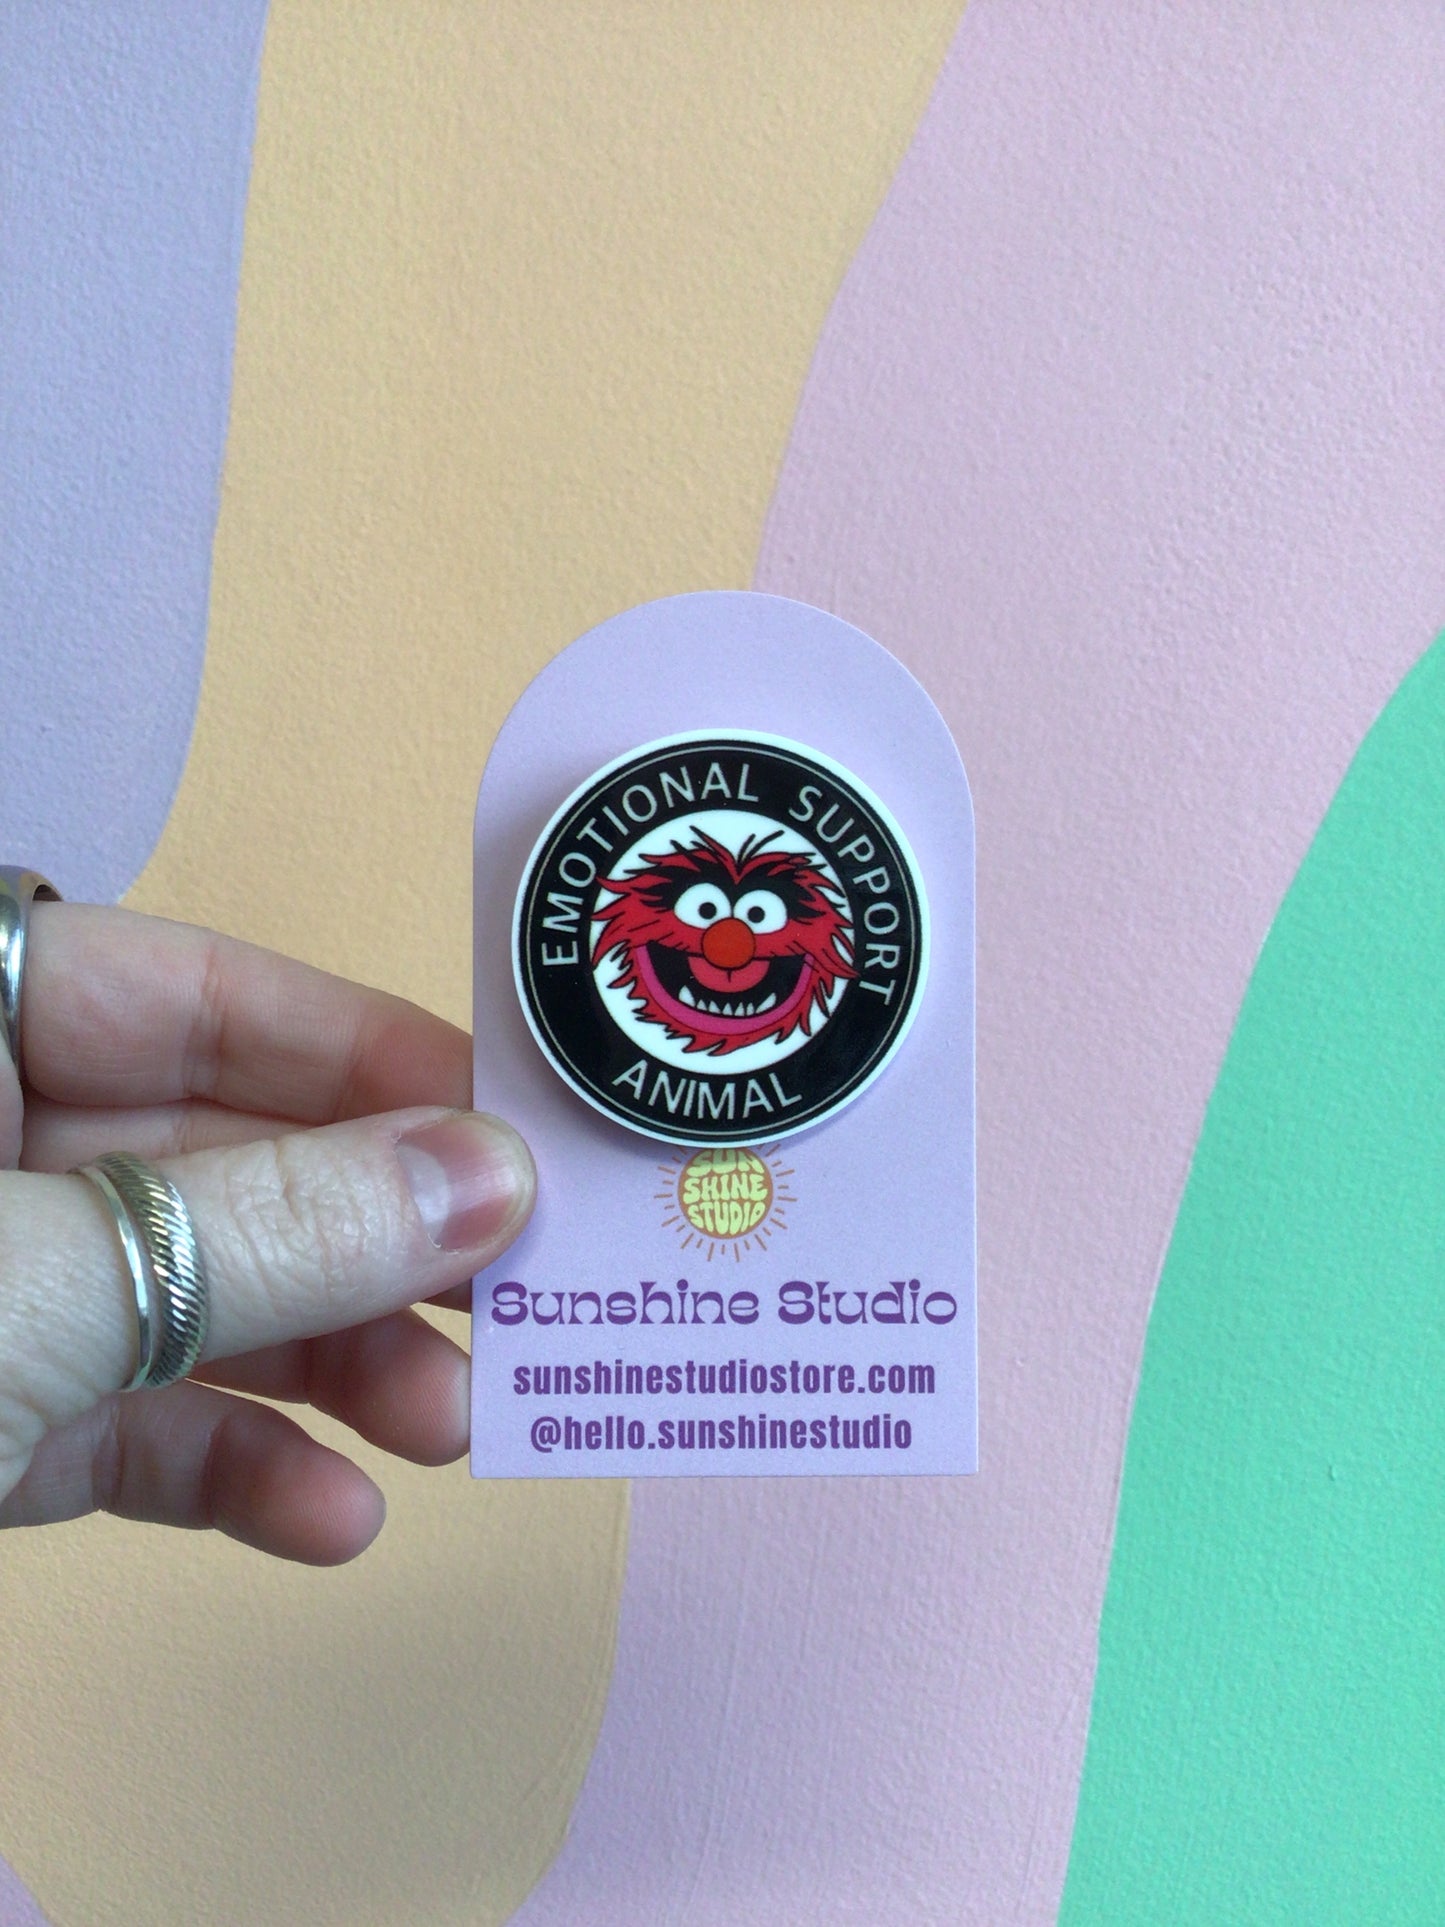 EMOTIONAL SUPPORT
ANIMAL
SUN
SHINE
STUDIO
Sunshine Studio
sunshinestudiostore.com
@hello.sunshinestudio